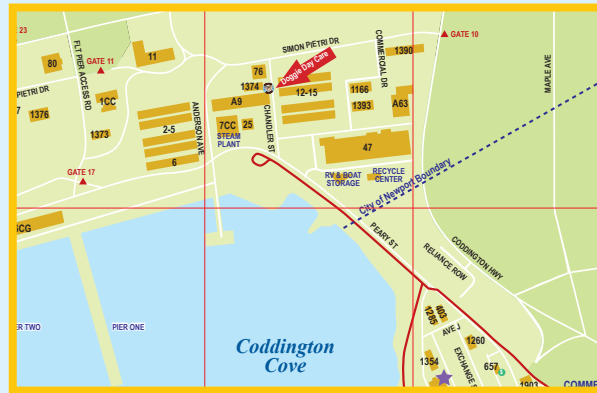 E 23
FLT PIER ACCESS RD
80
GATE 11
11
SIMON PIETRI DR
COMMERCIAL DR
1390
GATE 10
MAPLE AVE
PIETRI DR
7
1376
1CC
1373
76
1374
Doggie Day Care
A9
12-15
1166
1393
A63
ANDERSON AVE
CHANDLER ST
2-5
7CC
25
STEAM
PLANT
6
47
GATE 17
RV & BOAT
STORAGE
RECYCLE
CENTER
City of Newport Boundary
CG
PEARY ST
RELIANCE ROW
CODDINGTON HWY
ER TWO
PIER ONE
Coddington
Cove
1285
403
AVE J
1260
1354
EXCHANGE S
657
1903
COMME